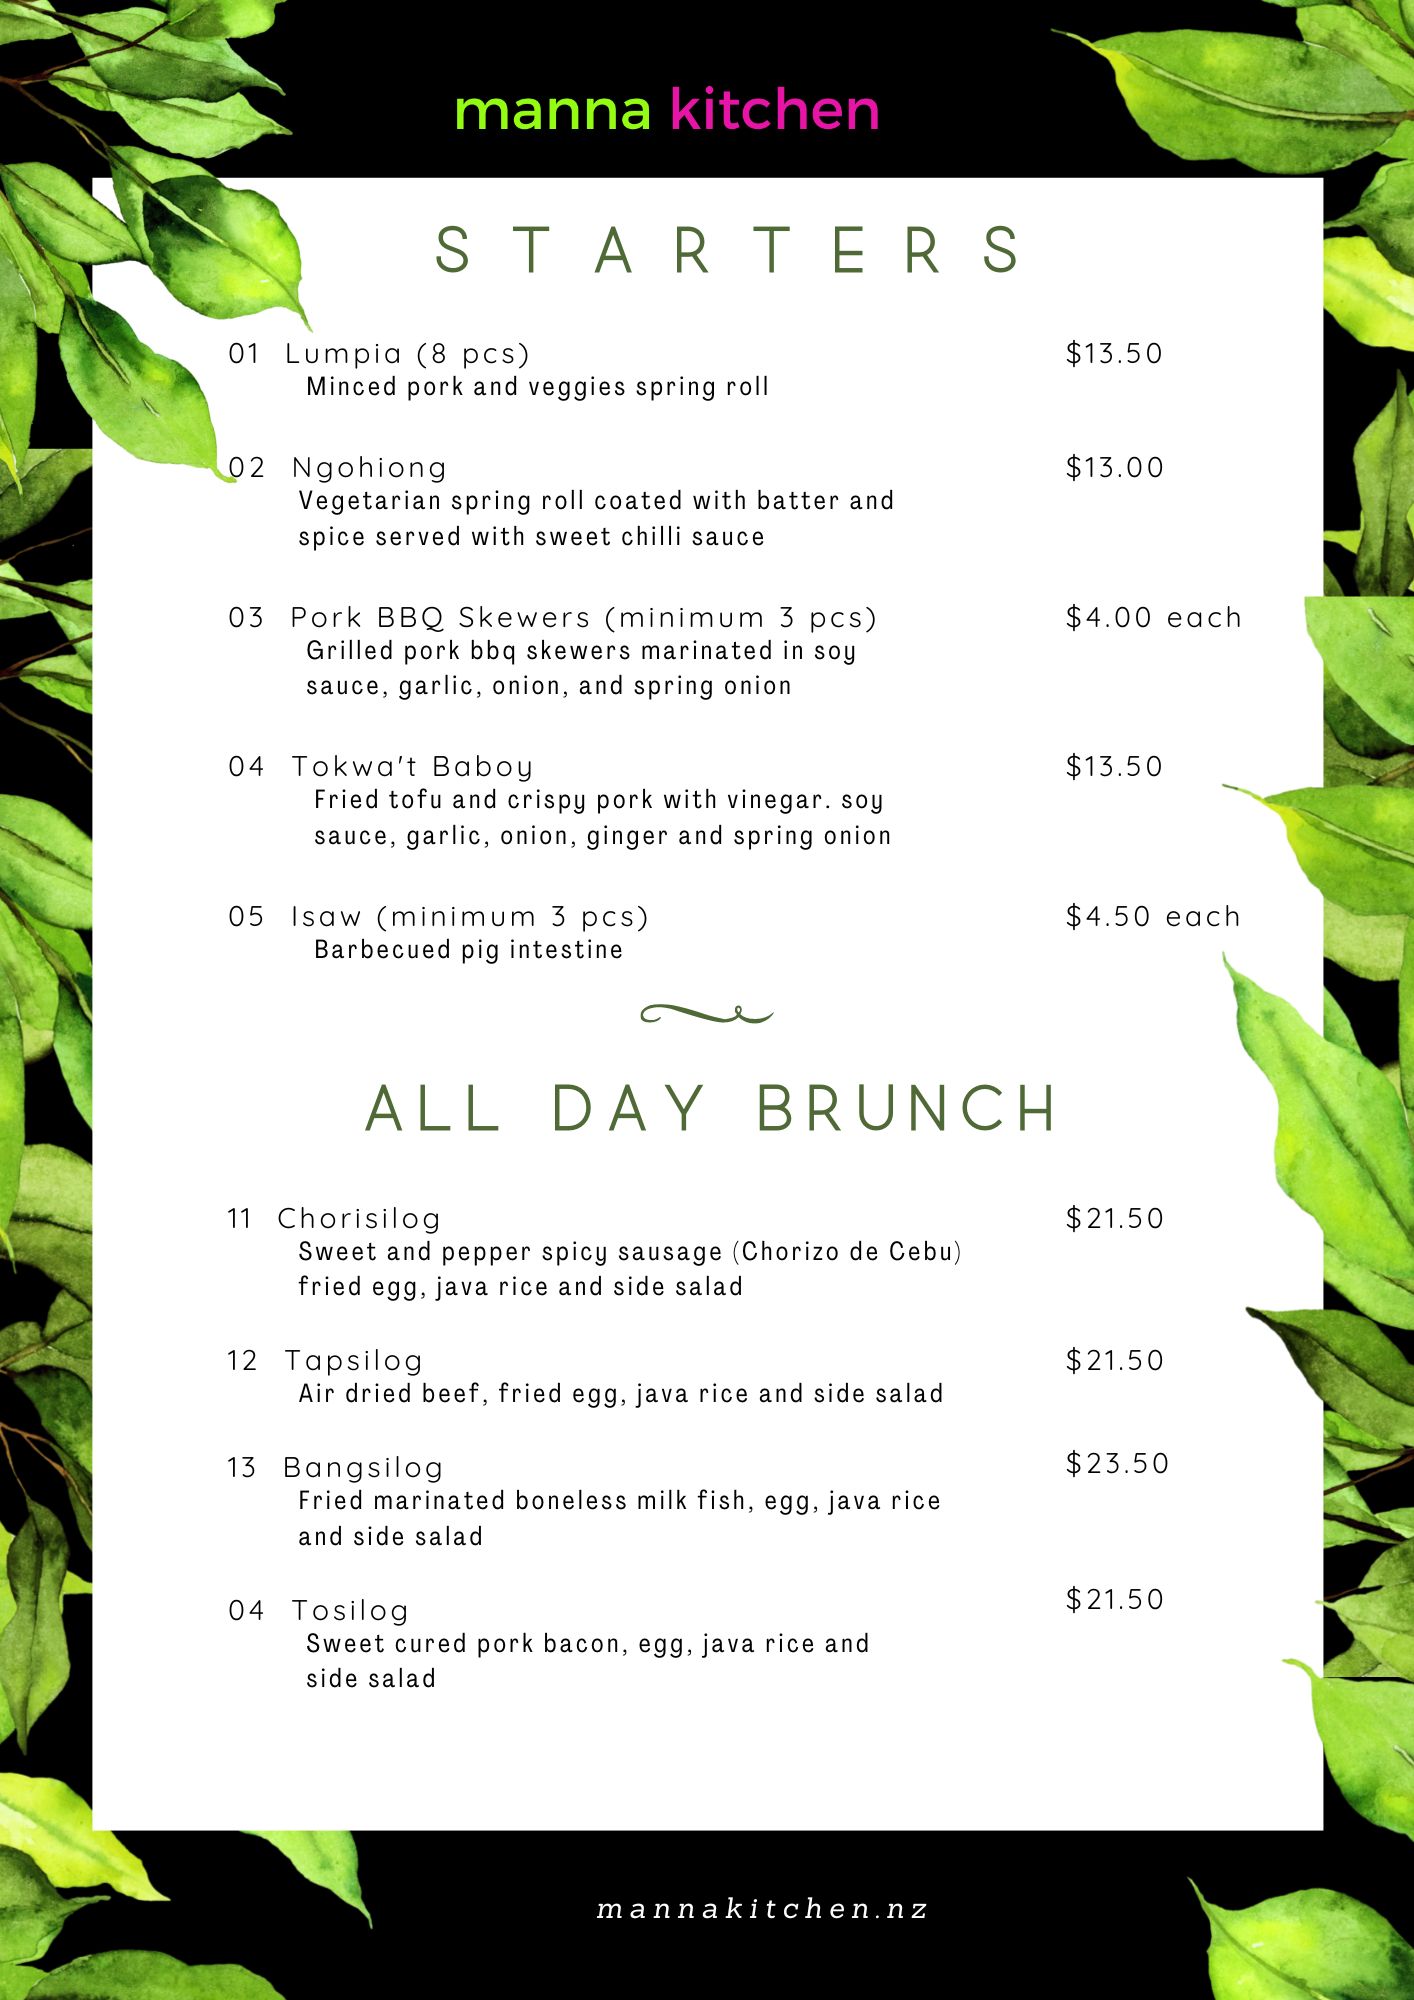 manna kitchen
STARTERS
01 Lumpia (8 pcs) $13.50
Minced pork and veggies spring roll
02 Ngohiong $13.00
Vegetarian spring roll coated with batter and
spice served with sweet chilli sauce
03 Pork BBQ Skewers (minimum 3 pcs) $4.00 each
Grilled pork bbq skewers marinated in soy
sauce, garlic, onion, and spring onion
04 Tokwa't Baboy $13.50
Fried tofu and crispy pork with vinegar. soy
sauce, garlic, onion, ginger and spring onion
05 Isaw (minimum 3 pcs) $4.50 each
Barbecued pig intestine
ALL DAY BRUNCH
11 Chorisilog $21.50
Sweet and pepper spicy sausage (Chorizo de Cebu)
fried egg, java rice and side salad
12 Tapsilog $21.50
Air dried beef, fried egg, java rice and side salad
13 Bangsilog $23.50
Fried marinated boneless milk fish, egg, java rice
and side salad
04 Tosilog $21.50
Sweet cured pork bacon, egg, java rice and
side salad
mannakitchen.nz